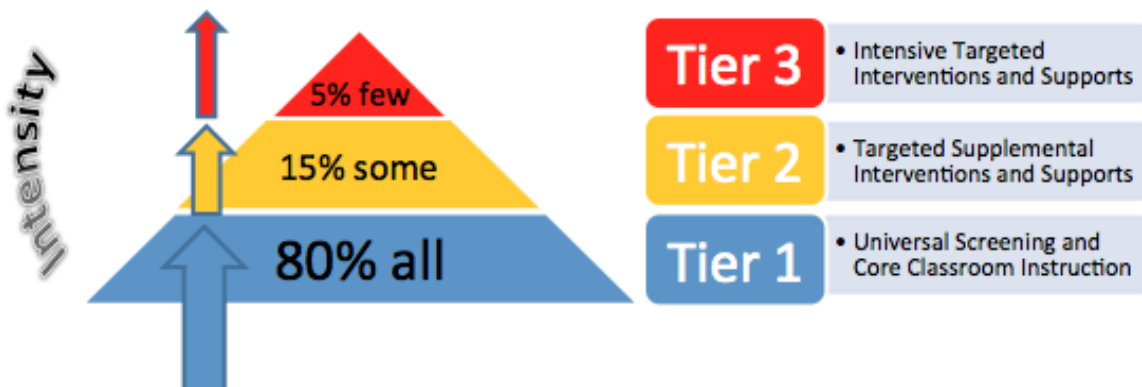 Intensity
5% few
15% some
80% all
Tier 3
• Intensive Targeted
Interventions and Supports
Tier 2
• Targeted Supplemental
Interventions and Supports
Tier 1
• Universal Screening and
Core Classroom Instruction